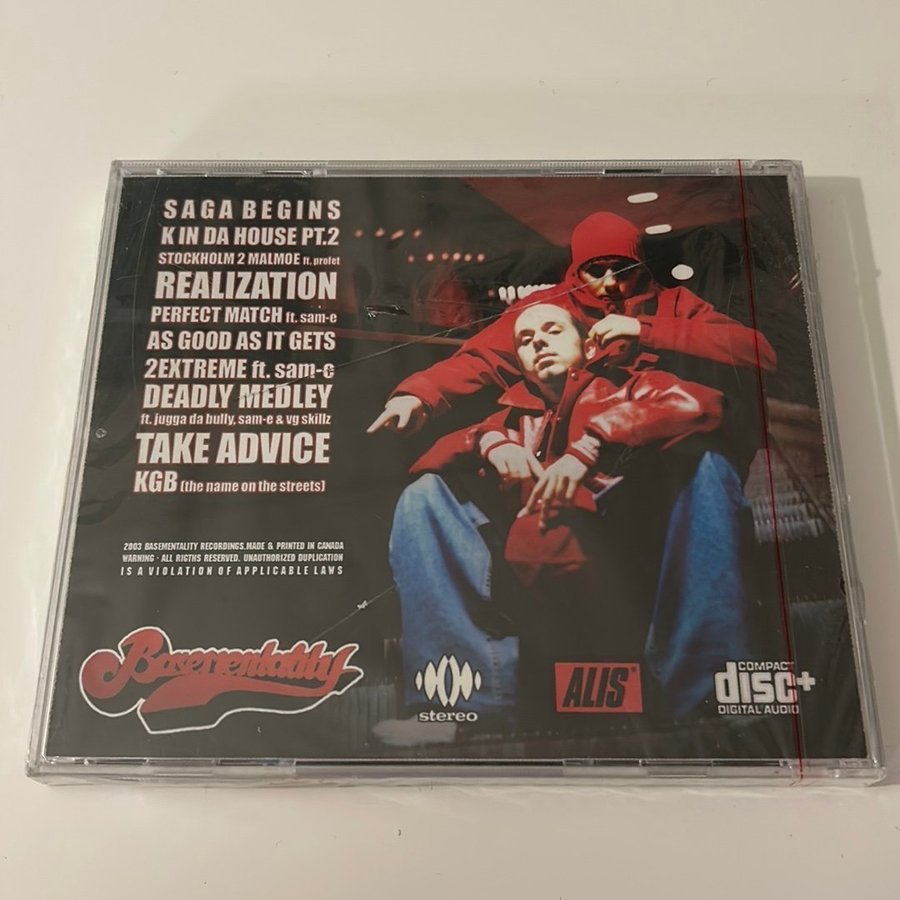 SAGA BEGINS
K IN DA HOUSE PT.2
STOCKHOLM 2 MALMOE ft. profet
REALIZATION
PERFECT MATCH ft. sam-e
AS GOOD AS IT GETS
2EXTREME ft. sam-e
DEADLY MEDLEY
ft. jugga da bully, sam-e & vg skillz
TAKE ADVICE
KGB (the name on the streets)
2003 BASEMENTALITY RECORDINGS.MADE & PRINTED IN CANADA
WARNING - ALL RIGTHS RESERVED. UNAUTHORIZED DUPLICATION
IS A VIOLATION OF APPLICABLE LAWS
Basementality
stereo
ALIS
COMPACT
disc+
DIGITAL AUDIO